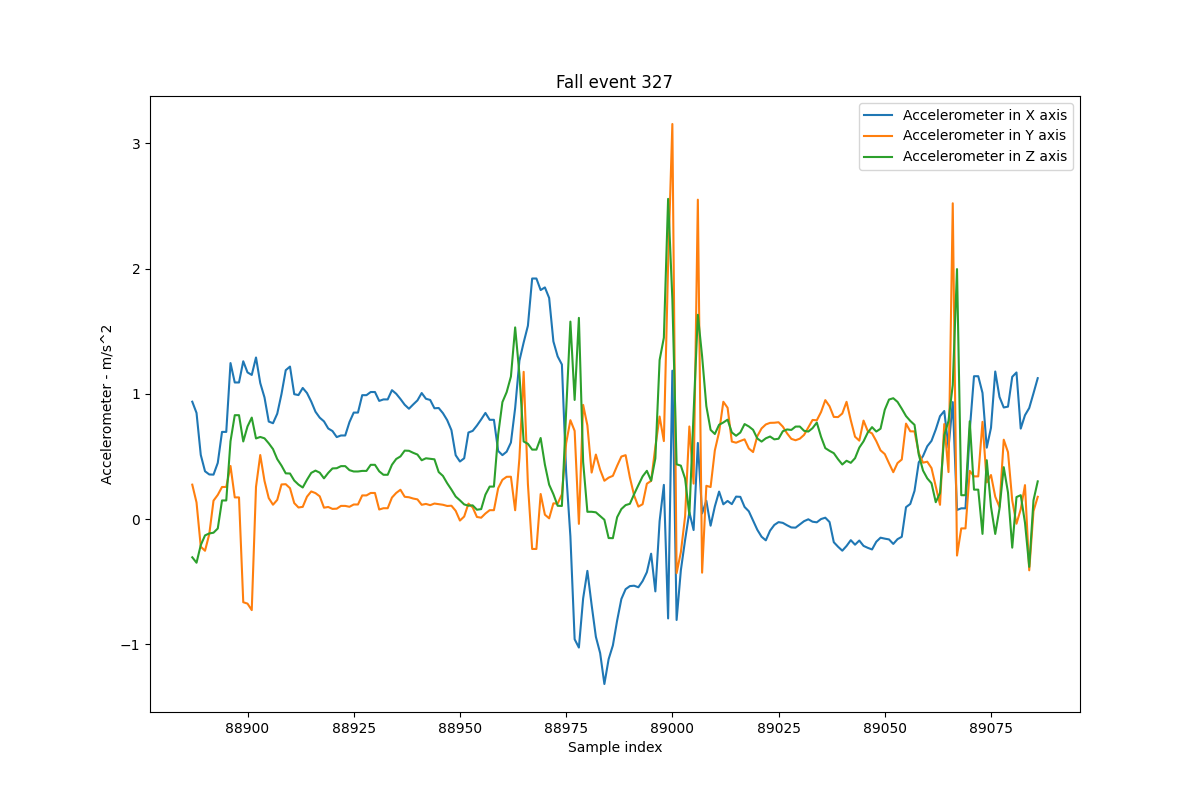 Fall event 327
Accelerometer in X axis
Accelerometer in Y axis
Accelerometer in Z axis
Accelerometer - m/s^2
3
2
1
0
−1
88900 88925 88950 88975 89000 89025 89050 89075
Sample index